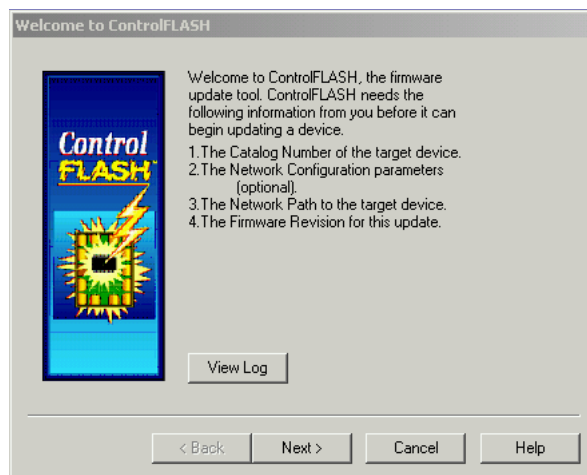 Welcome to ControlFLASH
Welcome to ControlFLASH, the firmware
update tool. ControlFLASH needs the
following information from you before it can
begin updating a device.
1.The Catalog Number of the target device.
2.The Network Configuration parameters
(optional).
3.The Network Path to the target device.
4.The Firmware Revision for this update.
Control
FLASH
View Log
< Back
Next >
Cancel
Help